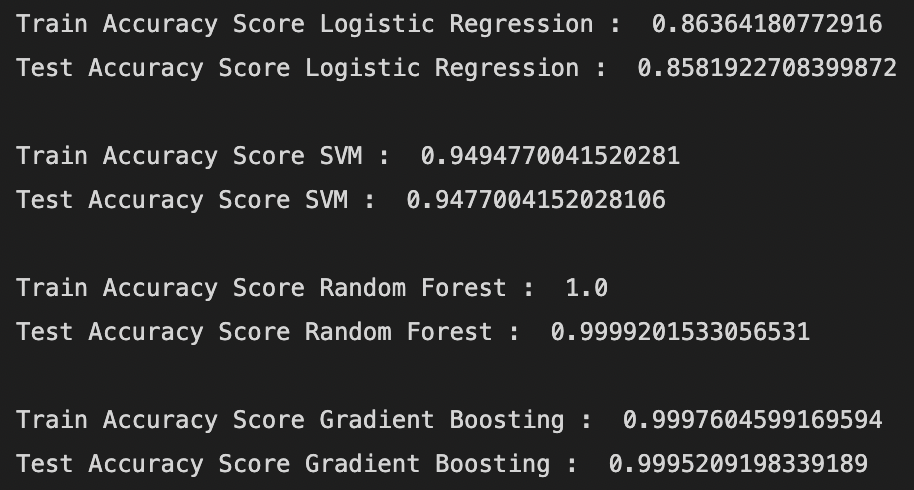 Train Accuracy Score Logistic Regression :  0.86364180772916
Test Accuracy Score Logistic Regression :  0.8581922708399872
Train Accuracy Score SVM :  0.9494770041520281
Test Accuracy Score SVM :  0.9477004152028106
Train Accuracy Score Random Forest :  1.0
Test Accuracy Score Random Forest :  0.9999201533056531
Train Accuracy Score Gradient Boosting :  0.9997604599169594
Test Accuracy Score Gradient Boosting :  0.9995209198339189